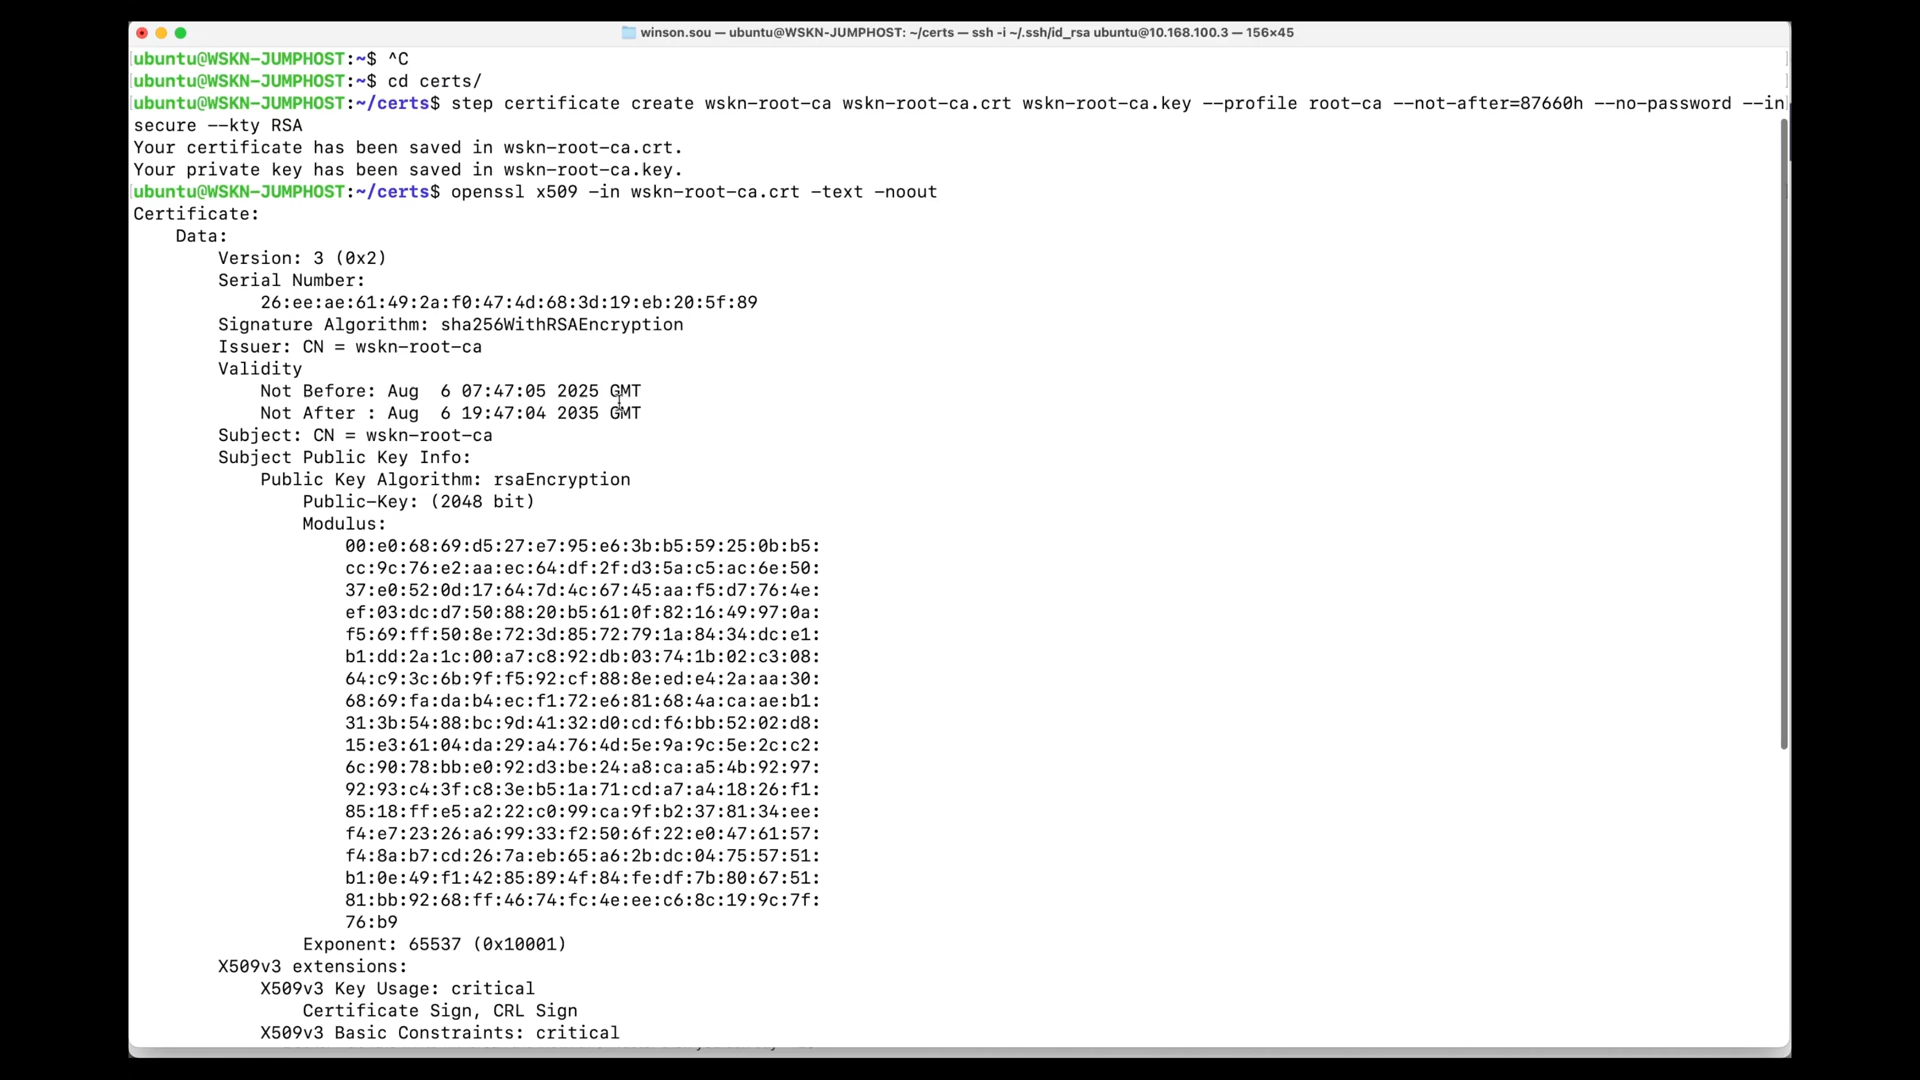 winson.sou — ubuntu@WSKN-JUMPHOST: ~/certs — ssh -i ~/.ssh/id_rsa ubuntu@10.168.100.3 — 156×45
ubuntu@WSKN-JUMPHOST:~$ ^C
ubuntu@WSKN-JUMPHOST:~$ cd certs/
ubuntu@WSKN-JUMPHOST:~/certs$ step certificate create wskn-root-ca wskn-root-ca.crt wskn-root-ca.key --profile root-ca --not-after=87660h --no-password --in
secure --kty RSA
Your certificate has been saved in wskn-root-ca.crt.
Your private key has been saved in wskn-root-ca.key.
ubuntu@WSKN-JUMPHOST:~/certs$ openssl x509 -in wskn-root-ca.crt -text -noout
Certificate:
    Data:
        Version: 3 (0x2)
        Serial Number:
            26:ee:ae:61:49:2a:f0:47:4d:68:3d:19:eb:20:5f:89
        Signature Algorithm: sha256WithRSAEncryption
        Issuer: CN = wskn-root-ca
        Validity
            Not Before: Aug  6 07:47:05 2025 GMT
            Not After : Aug  6 19:47:04 2035 GMT
        Subject: CN = wskn-root-ca
        Subject Public Key Info:
            Public Key Algorithm: rsaEncryption
                Public-Key: (2048 bit)
                Modulus:
                    00:e0:68:69:d5:27:e7:95:e6:3b:b5:59:25:0b:b5:
                    cc:9c:76:e2:aa:ec:64:df:2f:d3:5a:c5:ac:6e:50:
                    37:e0:52:0d:17:64:7d:4c:67:45:aa:f5:d7:76:4e:
                    ef:03:dc:d7:50:88:20:b5:61:0f:82:16:49:97:0a:
                    f5:69:ff:50:8e:72:3d:85:72:79:1a:84:34:dc:e1:
                    b1:dd:2a:1c:00:a7:c8:92:db:03:74:1b:02:c3:08:
                    64:c9:3c:6b:9f:f5:92:cf:88:8e:ed:e4:2a:aa:30:
                    68:69:fa:da:b4:ec:f1:72:e6:81:68:4a:ca:ae:b1:
                    31:3b:54:88:bc:9d:41:32:d0:cd:f6:bb:52:02:d8:
                    15:e3:61:04:da:29:a4:76:4d:5e:9a:9c:5e:2c:c2:
                    6c:90:78:bb:e0:92:d3:be:24:a8:ca:a5:4b:92:97:
                    92:93:c4:3f:c8:3e:b5:1a:71:cd:a7:a4:18:26:f1:
                    85:18:ff:e5:a2:22:c0:99:ca:9f:b2:37:81:34:ee:
                    f4:e7:23:26:a6:99:33:f2:50:6f:22:e0:47:61:57:
                    f4:8a:b7:cd:26:7a:eb:65:a6:2b:dc:04:75:57:51:
                    b1:0e:49:f1:42:85:89:4f:84:fe:df:7b:80:67:51:
                    81:bb:92:68:ff:46:74:fc:4e:ee:c6:8c:19:9c:7f:
                    76:b9
                Exponent: 65537 (0x10001)
        X509v3 extensions:
            X509v3 Key Usage: critical
                Certificate Sign, CRL Sign
            X509v3 Basic Constraints: critical